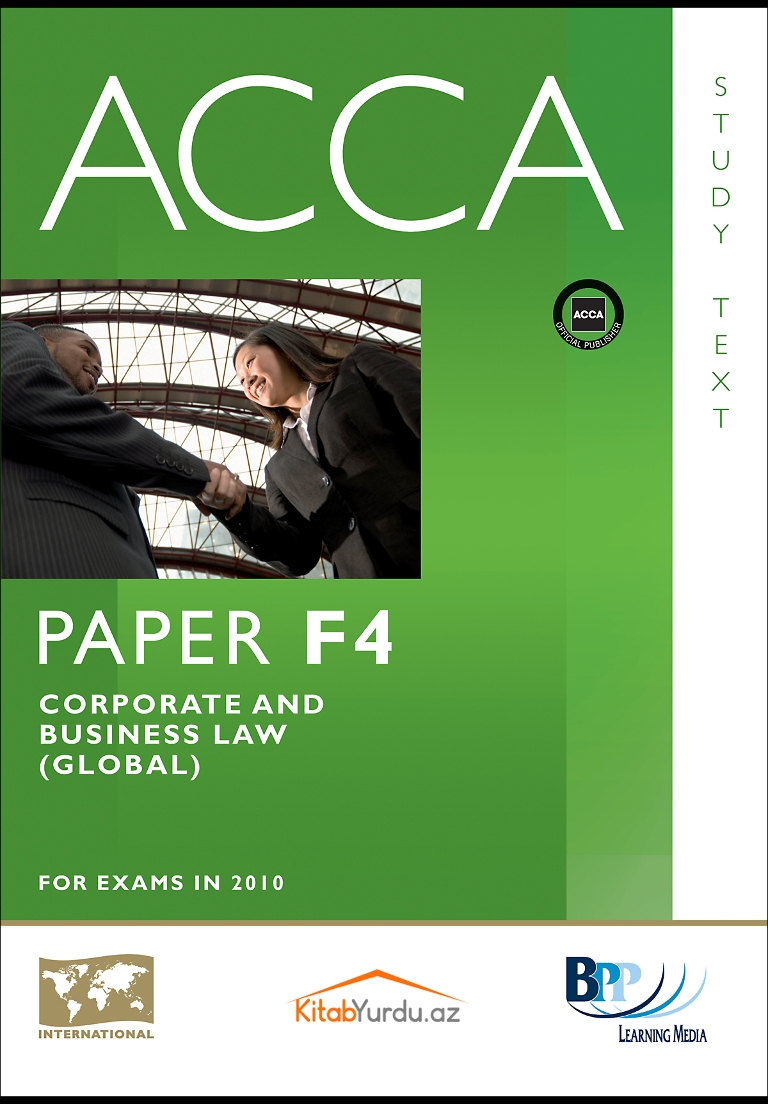 ACCA
STUDY TEXT
ACCA
OFFICIAL PUBLISHER
PAPER F4
CORPORATE AND
BUSINESS LAW
(GLOBAL)
FOR EXAMS IN 2010
INTERNATIONAL
KitabYurdu.az
BPP
LEARNING MEDIA